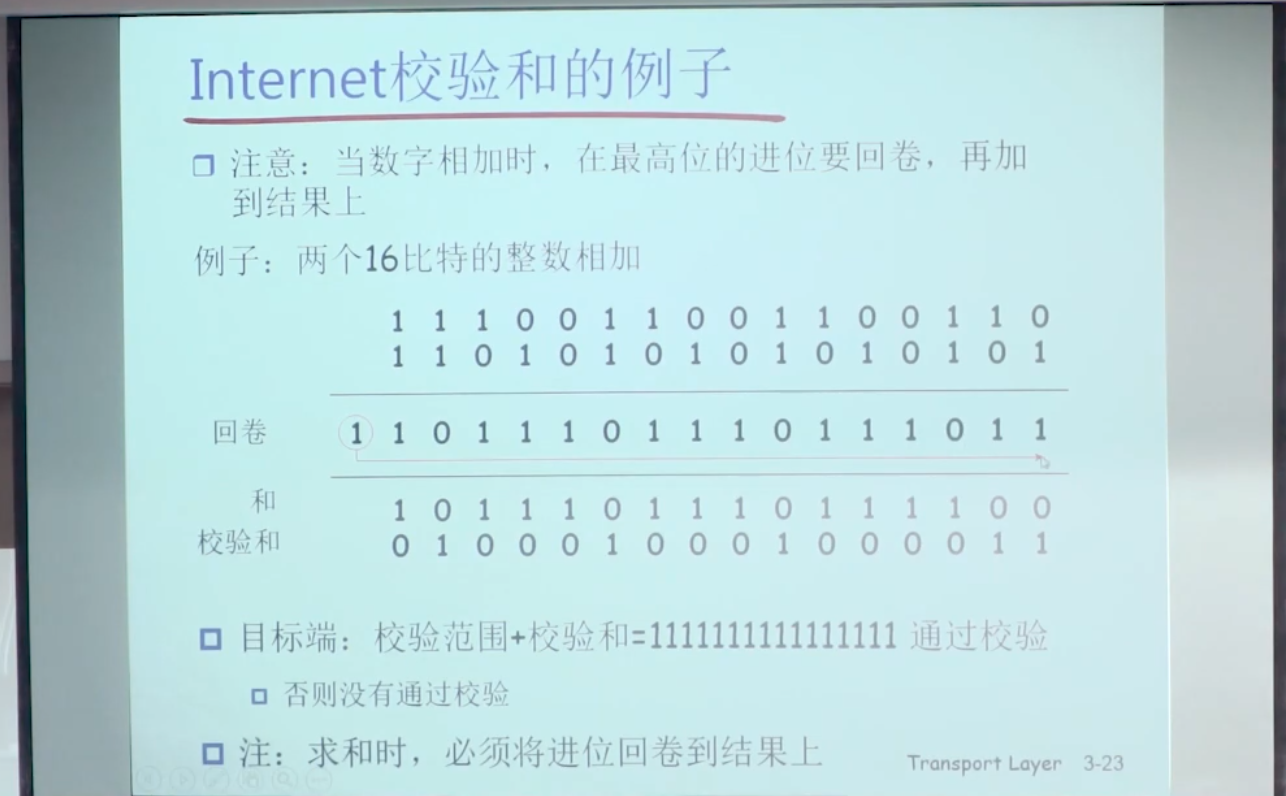 Internet校验和的例子
注意：当数字相加时，在最高位的进位要回卷，再加
到结果上
例子：两个16比特的整数相加
1 1 1 0 0 1 1 0 0 1 1 0 0 1 1 0
1 1 0 1 0 1 0 1 0 1 0 1 0 1 0 1
回卷 1 1 0 1 1 1 0 1 1 1 0 1 1 1 0 1 1
和 1 0 1 1 1 0 1 1 1 0 1 1 1 1 0 0
校验和 0 1 0 0 0 1 0 0 0 1 0 0 0 0 1 1
目标端：校验范围+校验和=1111111111111111 通过校验
否则没有通过校验
注：求和时，必须将进位回卷到结果上
Transport Layer 3-23